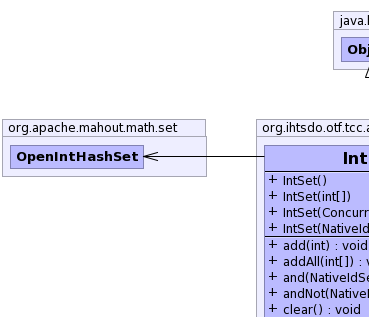 java.l
Obj
org.apache.mahout.math.set
OpenIntHashSet
org.ihtsdo.otf.tcc.a
Int
+ IntSet()
+ IntSet(int[])
+ IntSet(Concurr
+ IntSet(NativeId
+ add(int) : void
+ addAll(int[]) : v
+ and(NativeIdSe
+ andNot(NativeI
+ clear() : void